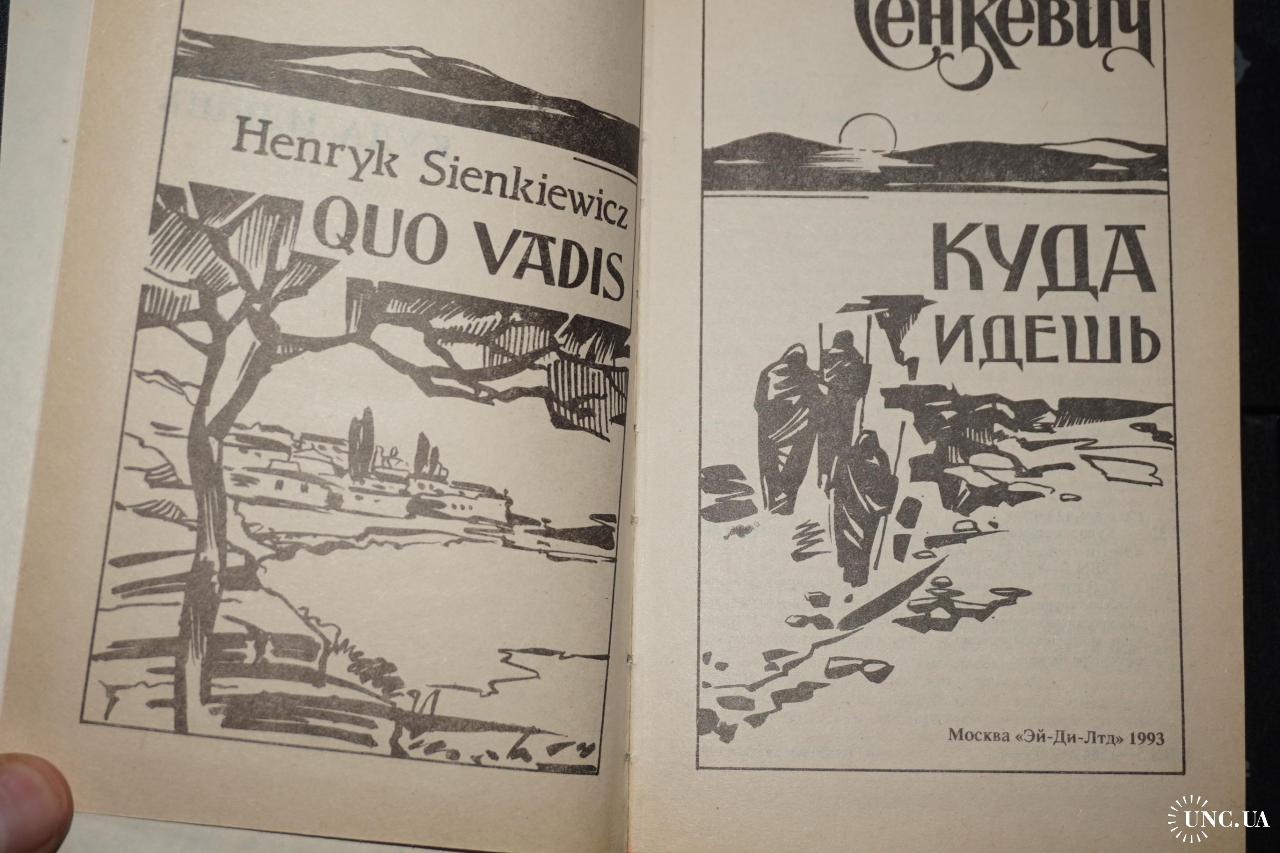 Henryk Sienkiewicz
QUO VADIS
Сенкевич
КУДА
ИДЕШЬ
Москва «Эй-Ди-Лтд» 1993
UNC.UA